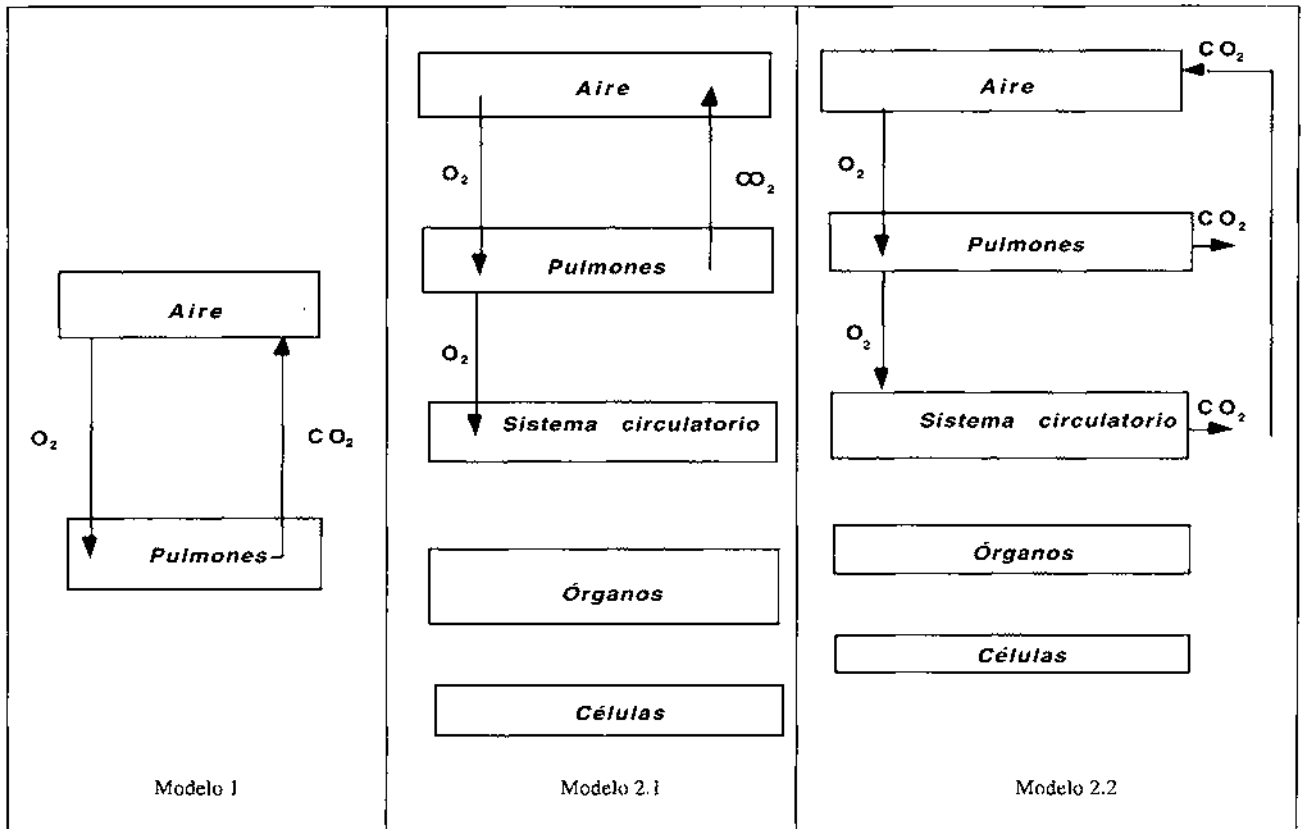 Aire
O₂
CO₂
Pulmones
Modelo 1
Aire
O₂
CO₂
Pulmones
O₂
Sistema circulatorio
Órganos
Células
Modelo 2.1
CO₂
Aire
O₂
CO₂
Pulmones
O₂
CO₂
Sistema circulatorio
Órganos
Células
Modelo 2.2